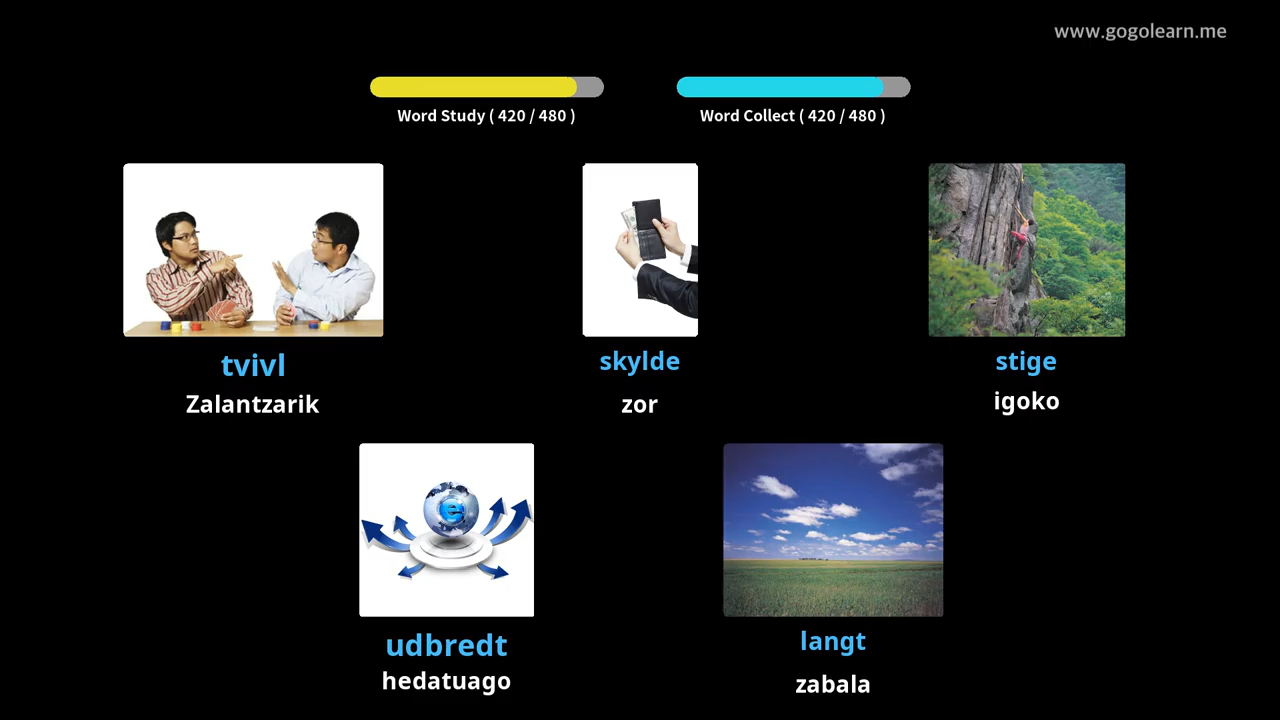 www.gogolearn.me
Word Study ( 420 / 480 )
Word Collect ( 420 / 480 )
tvivl
Zalantzarik
skylde
zor
stige
igoko
e
udbredt
hedatuago
langt
zabala